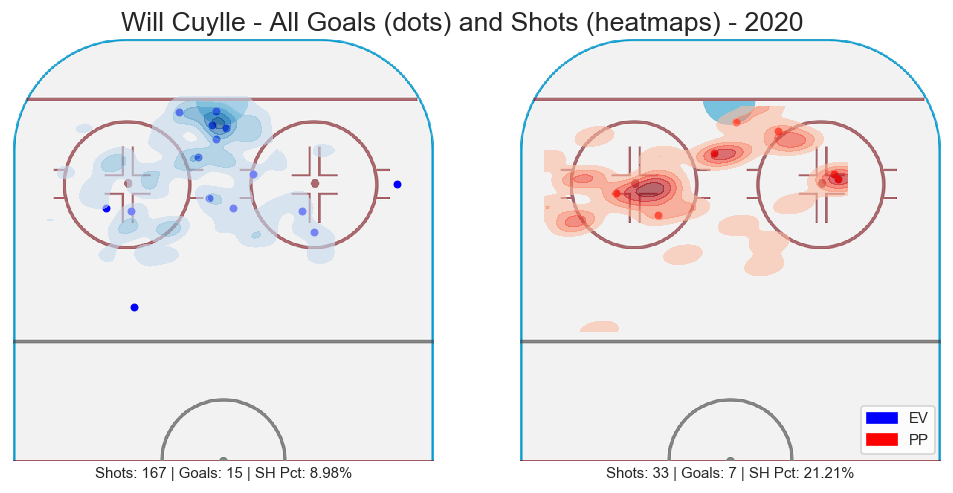 Will Cuylle - All Goals (dots) and Shots (heatmaps) - 2020
EV
PP
Shots: 167 | Goals: 15 | SH Pct: 8.98%
Shots: 33 | Goals: 7 | SH Pct: 21.21%